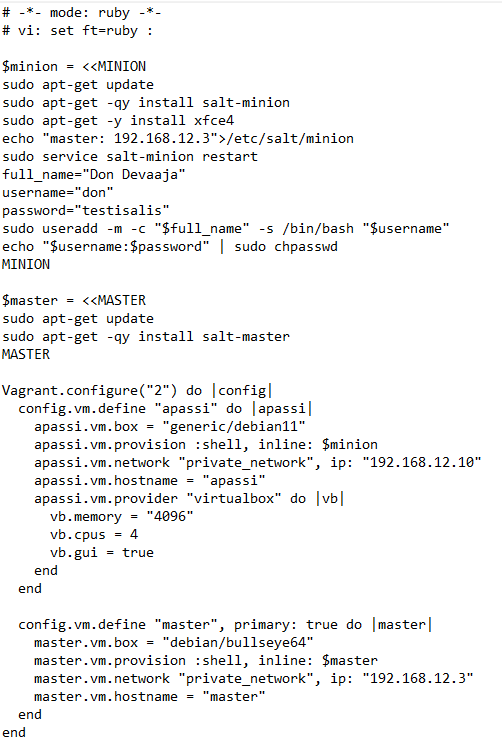 # -*- mode: ruby -*-
# vi: set ft=ruby :

$minion = <<MINION
sudo apt-get update
sudo apt-get -qy install salt-minion
sudo apt-get -y install xfce4
echo "master: 192.168.12.3">/etc/salt/minion
sudo service salt-minion restart
full_name="Don Devaaja"
username="don"
password="testisalis"
sudo useradd -m -c "$full_name" -s /bin/bash "$username"
echo "$username:$password" | sudo chpasswd
MINION

$master = <<MASTER
sudo apt-get update
sudo apt-get -qy install salt-master
MASTER

Vagrant.configure("2") do |config|
  config.vm.define "apassi" do |apassi|
    apassi.vm.box = "generic/debian11"
    apassi.vm.provision :shell, inline: $minion
    apassi.vm.network "private_network", ip: "192.168.12.10"
    apassi.vm.hostname = "apassi"
    apassi.vm.provider "virtualbox" do |vb|
      vb.memory = "4096"
      vb.cpus = 4
      vb.gui = true
    end
  end

  config.vm.define "master", primary: true do |master|
    master.vm.box = "debian/bullseye64"
    master.vm.provision :shell, inline: $master
    master.vm.network "private_network", ip: "192.168.12.3"
    master.vm.hostname = "master"
  end
end